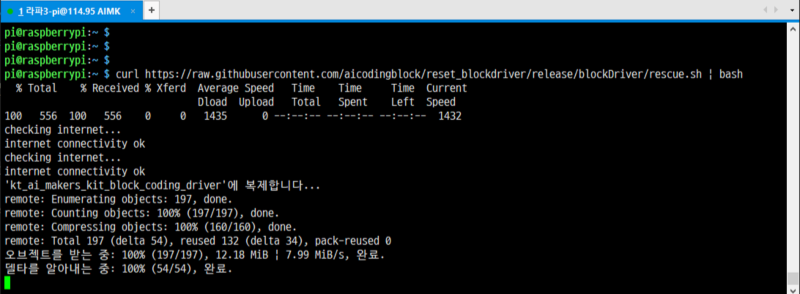 1 라파3-pi@114.95 AIMK × +
pi@raspberrypi:~ $
pi@raspberrypi:~ $
pi@raspberrypi:~ $
pi@raspberrypi:~ $ curl https://raw.githubusercontent.com/aicodingblock/reset_blockdriver/release/blockDriver/rescue.sh | bash
% Total % Received % Xferd Average Speed Time Time Time Current
Dload Upload Total Spent Left Speed
100 556 100 556 0 0 1435 0 --:--:-- --:--:-- --:--:-- 1432
checking internet...
internet connectivity ok
checking internet...
internet connectivity ok
'kt_ai_makers_kit_block_coding_driver'에 복제합니다...
remote: Enumerating objects: 197, done.
remote: Counting objects: 100% (197/197), done.
remote: Compressing objects: 100% (160/160), done.
remote: Total 197 (delta 54), reused 132 (delta 34), pack-reused 0
오브젝트를 받는 중: 100% (197/197), 12.18 MiB | 7.99 MiB/s, 완료.
델타를 알아내는 중: 100% (54/54), 완료.